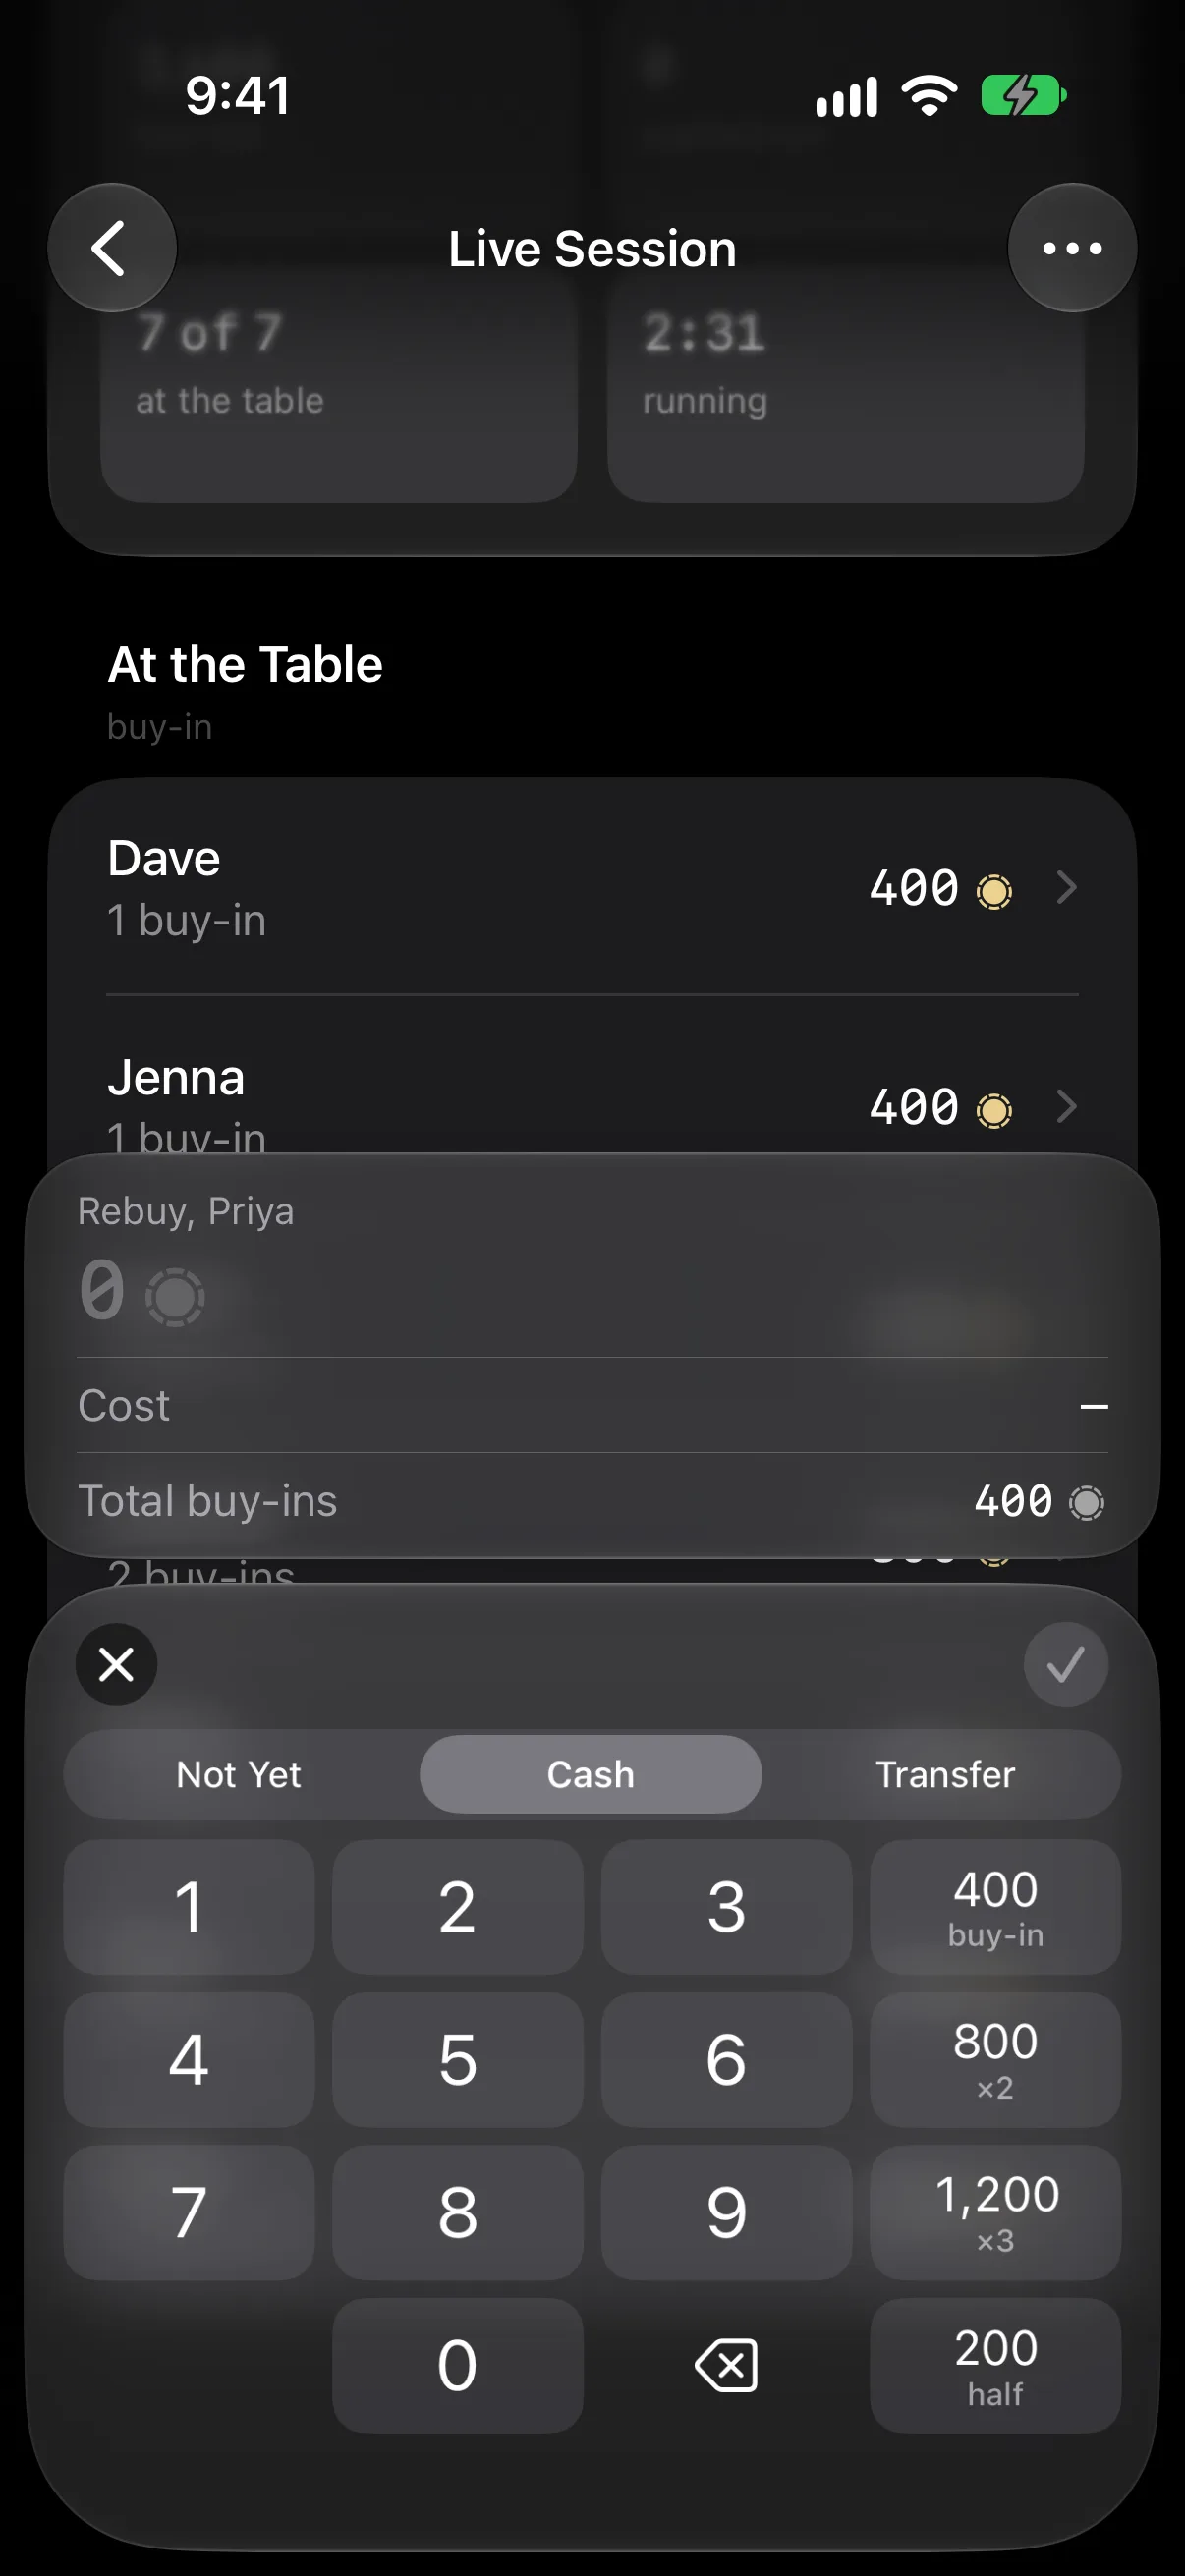 9:41
Live Session
7 of 7
2:31
at the table
running
At the Table
buy-in
Dave
400
1 buy-in
Jenna
400
1 buy-in
Rebuy, Priya
0
Cost
–
Total buy-ins
400
2 buy-ins
Not Yet
Cash
Transfer
1
2
3
400
buy-in
4
5
6
800
×2
7
8
9
1,200
×3
0
200
half